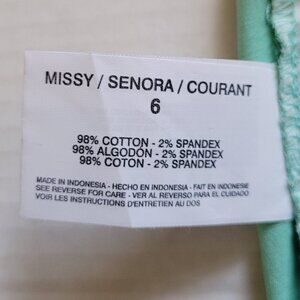 MISSY / SENORA / COURANT
6
98% COTTON - 2% SPANDEX
98% ALGODON - 2% SPANDEX
98% COTON - 2% SPANDEX
MADE IN INDONESIA - HECHO EN INDONESIA - FAIT EN INDONESIE
SEE REVERSE FOR CARE - VER AL REVERSO PARA EL CUIDADO
VOIR LES INSTRUCTIONS D'ENTRETIEN AU DOS